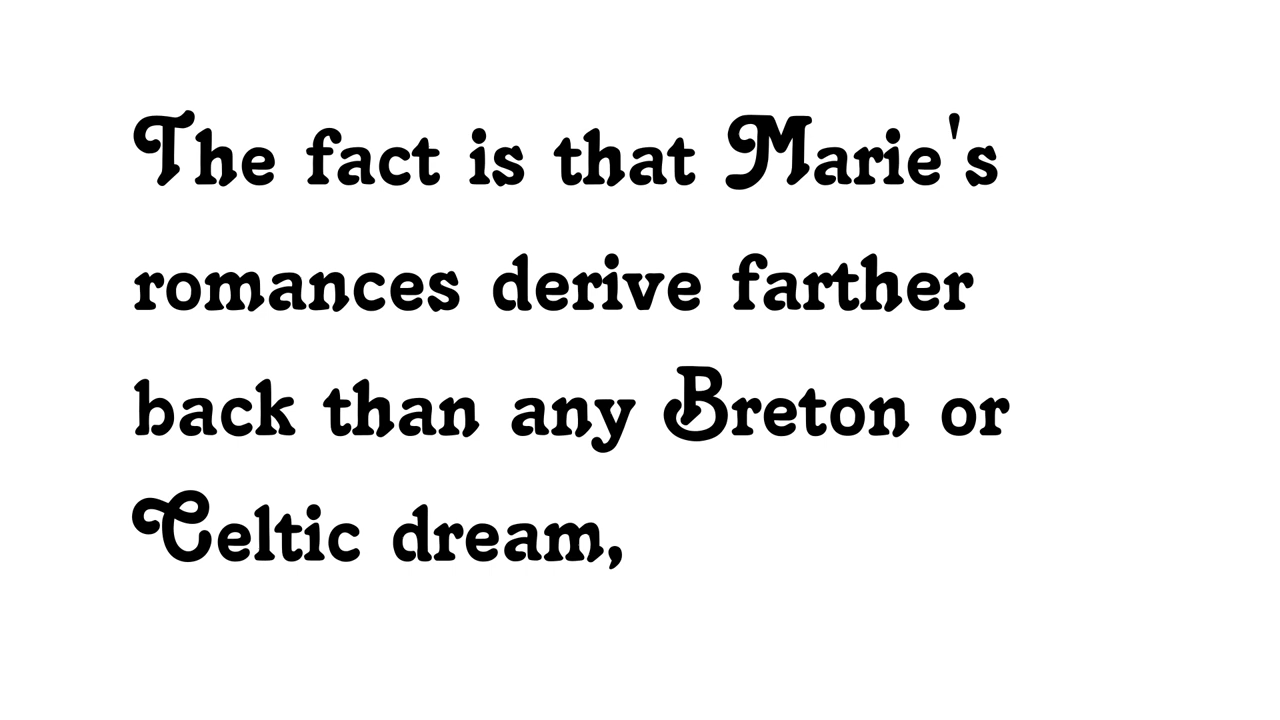 The fact is that Marie's
romances derive farther
back than any Breton or
Celtic dream,